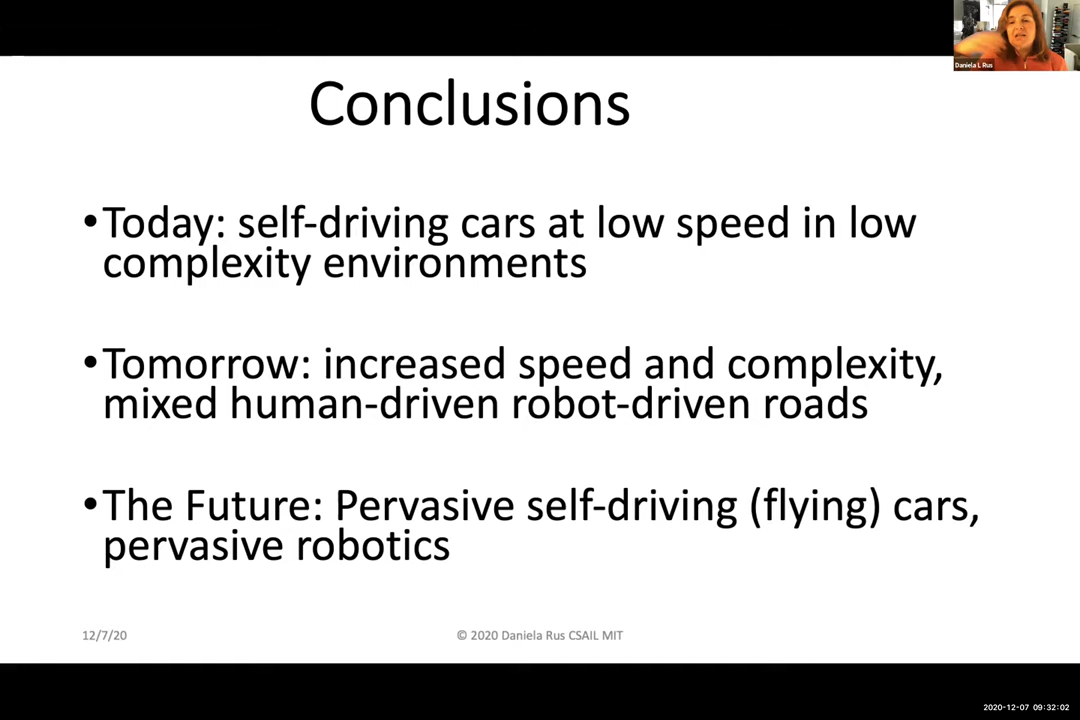 Daniela L Rus
Conclusions
•Today: self-driving cars at low speed in low
complexity environments
•Tomorrow: increased speed and complexity,
mixed human-driven robot-driven roads
•The Future: Pervasive self-driving (flying) cars,
pervasive robotics
12/7/20
© 2020 Daniela Rus CSAIL MIT
2020-12-07 09:32:02